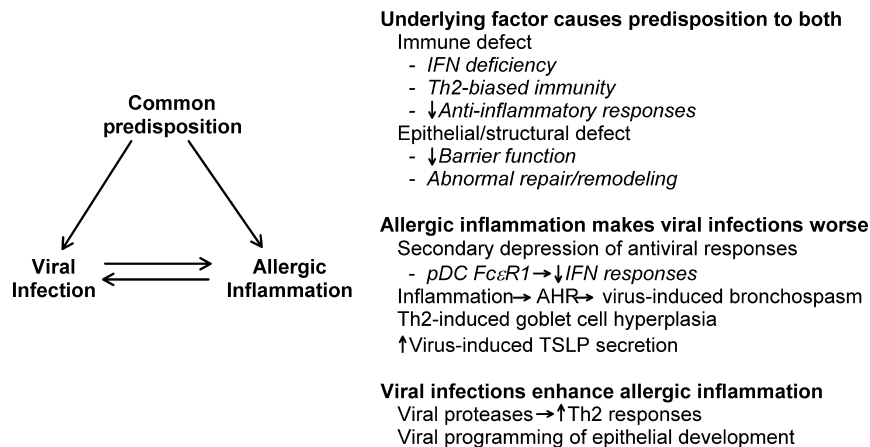 Common
predisposition
Viral
Infection
Allergic
Inflammation
Underlying factor causes predisposition to both
Immune defect
- IFN deficiency
- Th2-biased immunity
- ↓Anti-inflammatory responses
Epithelial/structural defect
- ↓Barrier function
- Abnormal repair/remodeling
Allergic inflammation makes viral infections worse
Secondary depression of antiviral responses
- pDC FcεR1→↓IFN responses
Inflammation→ AHR→ virus-induced bronchospasm
Th2-induced goblet cell hyperplasia
↑Virus-induced TSLP secretion
Viral infections enhance allergic inflammation
Viral proteases→↑Th2 responses
Viral programming of epithelial development